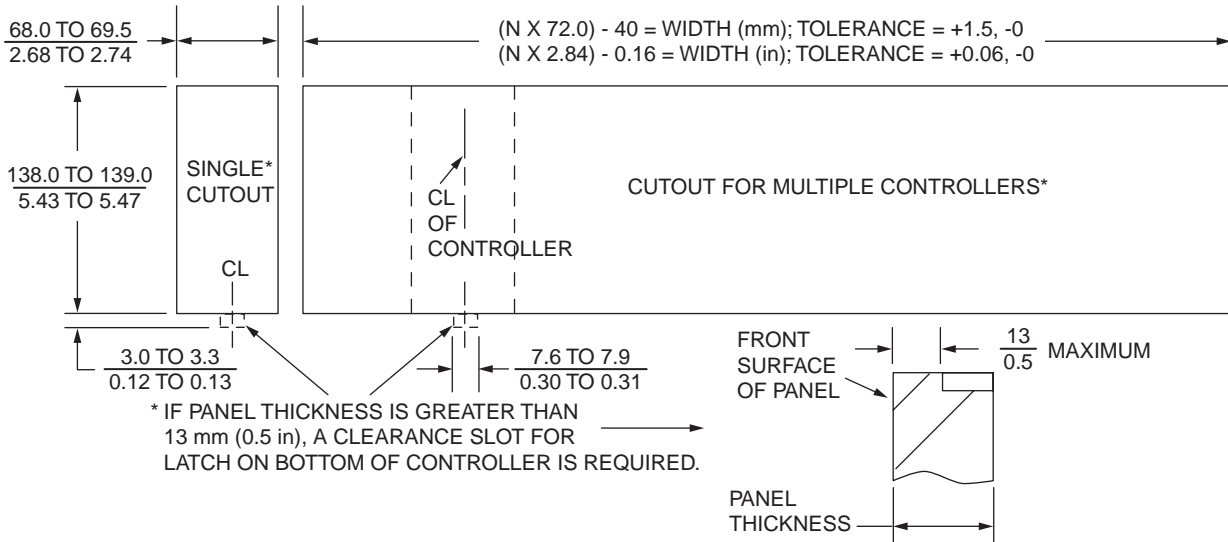 68.0 TO 69.5
2.68 TO 2.74
(N X 72.0) - 40 = WIDTH (mm); TOLERANCE = +1.5, -0
(N X 2.84) - 0.16 = WIDTH (in); TOLERANCE = +0.06, -0
138.0 TO 139.0
5.43 TO 5.47
SINGLE*
CUTOUT
CL
CL
OF
CONTROLLER
CUTOUT FOR MULTIPLE CONTROLLERS*
3.0 TO 3.3
0.12 TO 0.13
7.6 TO 7.9
0.30 TO 0.31
FRONT
SURFACE
OF PANEL
13
0.5
MAXIMUM
* IF PANEL THICKNESS IS GREATER THAN
13 mm (0.5 in), A CLEARANCE SLOT FOR
LATCH ON BOTTOM OF CONTROLLER IS REQUIRED.
PANEL
THICKNESS